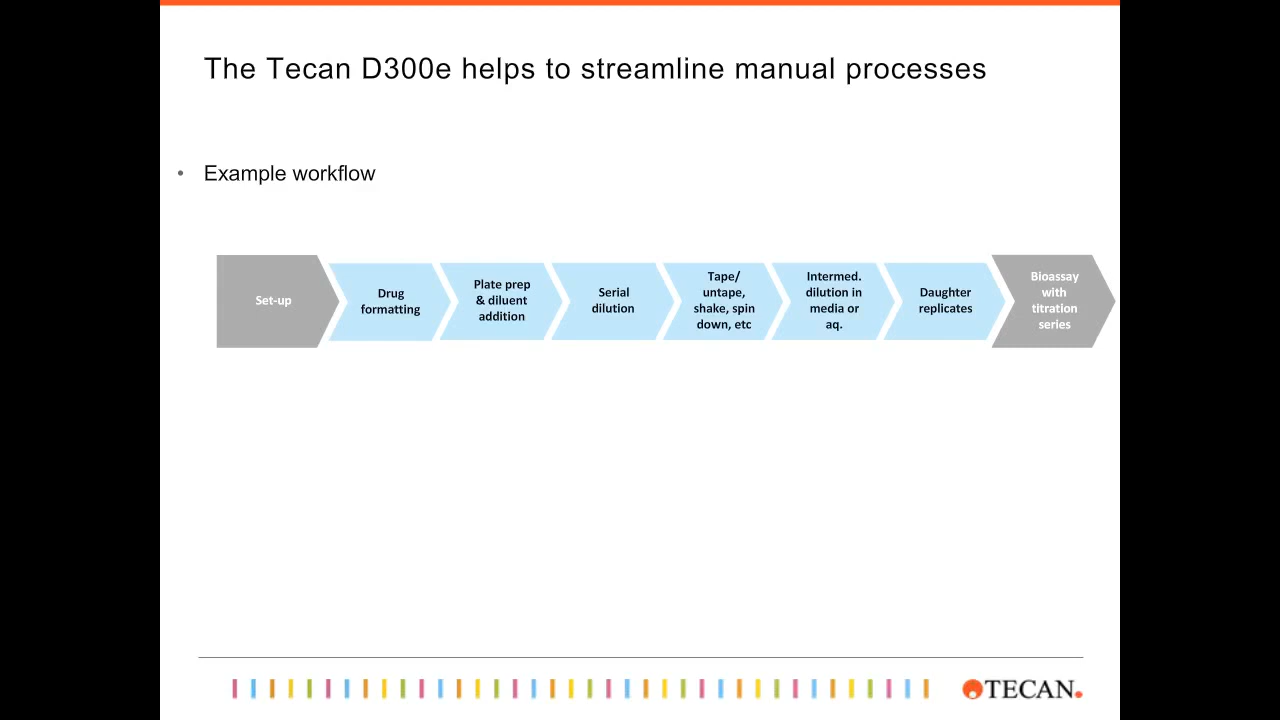 The Tecan D300e helps to streamline manual processes
• Example workflow
Set-up
Drug
formatting
Plate prep
& diluent
addition
Serial
dilution
Tape/
untape,
shake, spin
down, etc
Intermed.
dilution in
media or
aq.
Daughter
replicates
Bioassay
with
titration
series
TECAN.